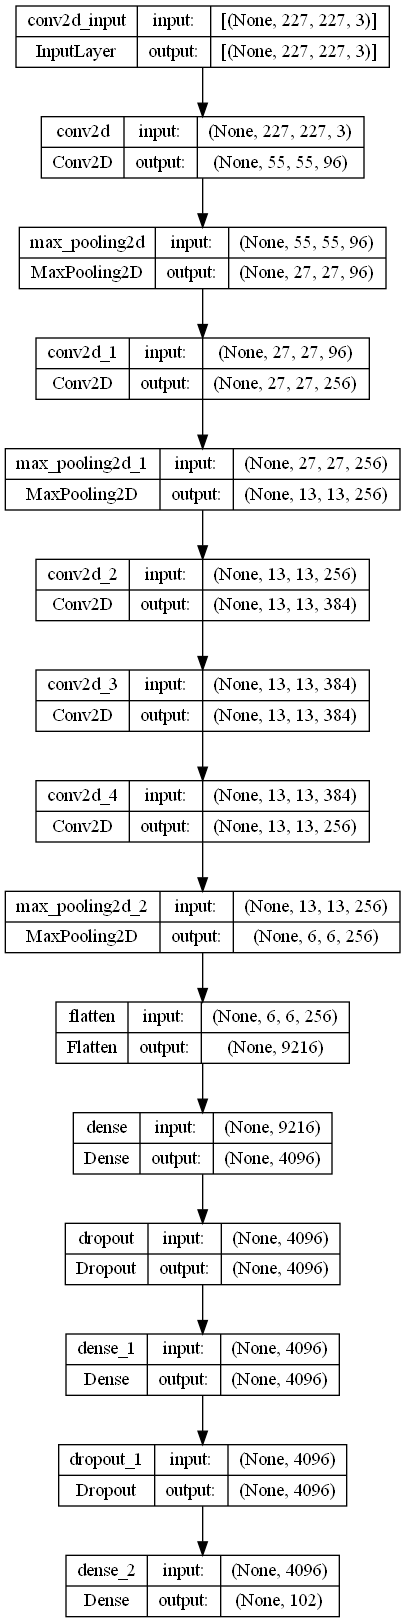 conv2d_input input: [(None, 227, 227, 3)]
InputLayer output: [(None, 227, 227, 3)]
conv2d input: (None, 227, 227, 3)
Conv2D output: (None, 55, 55, 96)
max_pooling2d input: (None, 55, 55, 96)
MaxPooling2D output: (None, 27, 27, 96)
conv2d_1 input: (None, 27, 27, 96)
Conv2D output: (None, 27, 27, 256)
max_pooling2d_1 input: (None, 27, 27, 256)
MaxPooling2D output: (None, 13, 13, 256)
conv2d_2 input: (None, 13, 13, 256)
Conv2D output: (None, 13, 13, 384)
conv2d_3 input: (None, 13, 13, 384)
Conv2D output: (None, 13, 13, 384)
conv2d_4 input: (None, 13, 13, 384)
Conv2D output: (None, 13, 13, 256)
max_pooling2d_2 input: (None, 13, 13, 256)
MaxPooling2D output: (None, 6, 6, 256)
flatten input: (None, 6, 6, 256)
Flatten output: (None, 9216)
dense input: (None, 9216)
Dense output: (None, 4096)
dropout input: (None, 4096)
Dropout output: (None, 4096)
dense_1 input: (None, 4096)
Dense output: (None, 4096)
dropout_1 input: (None, 4096)
Dropout output: (None, 4096)
dense_2 input: (None, 4096)
Dense output: (None, 102)